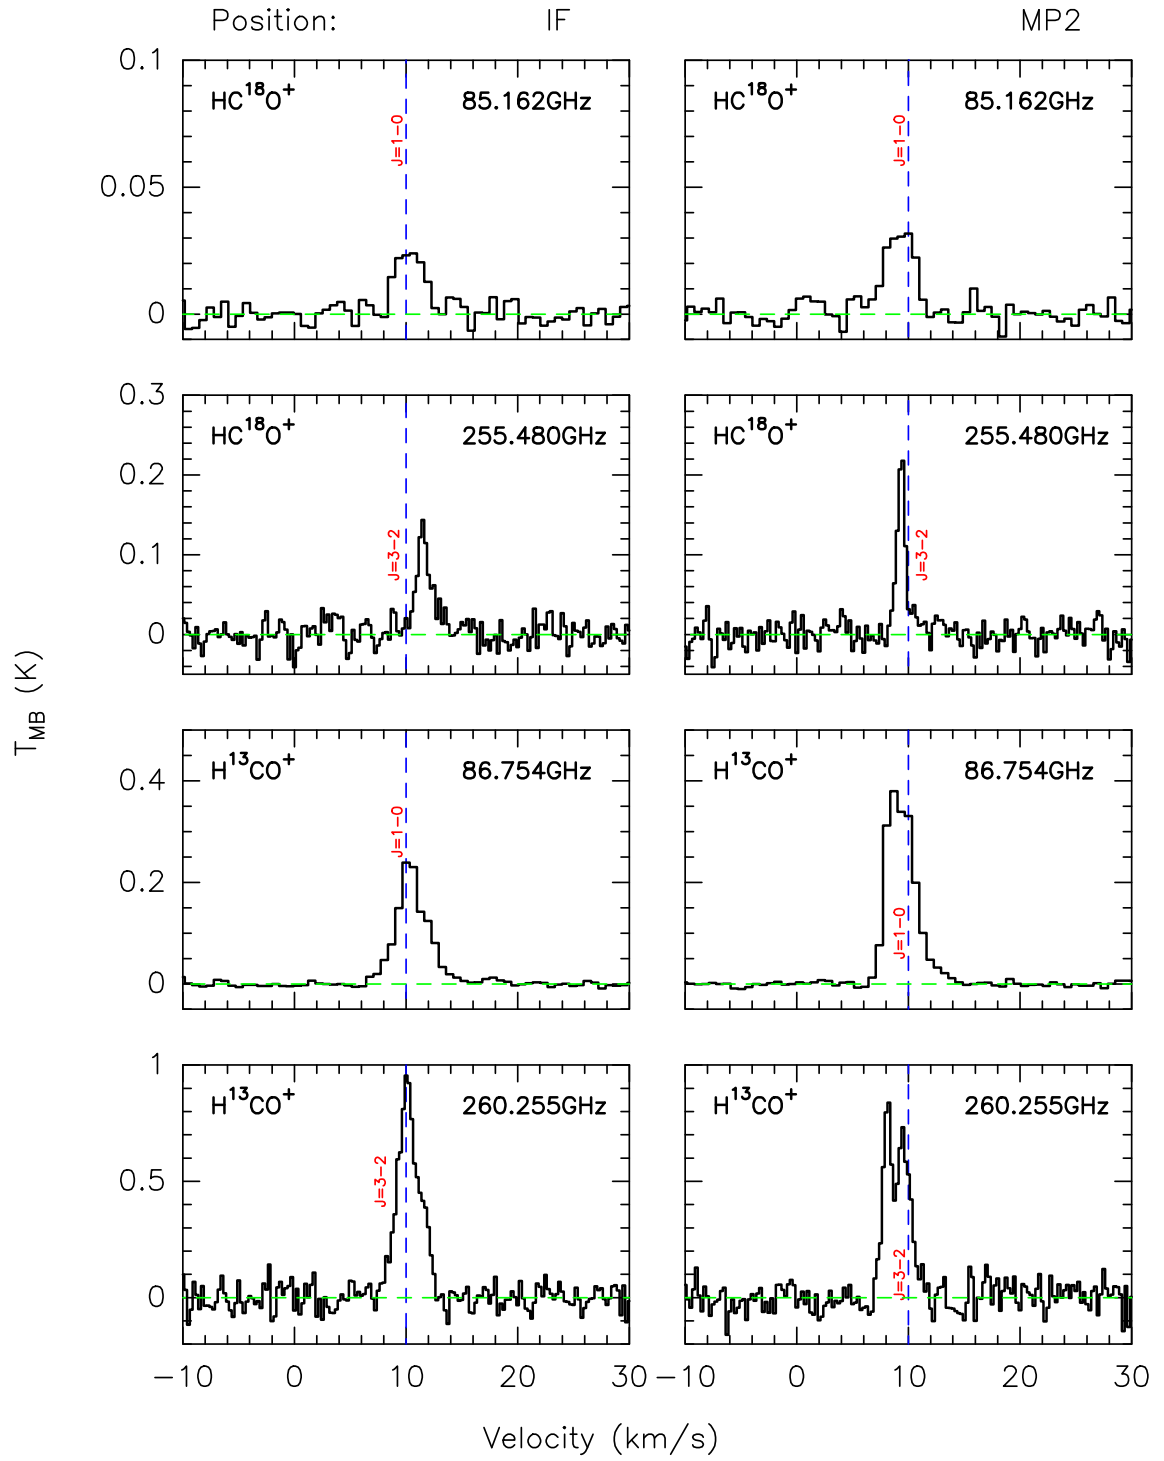 Position: IF MP2
0.1
HC¹⁸O⁺ 85.162GHz HC¹⁸O⁺ 85.162GHz
J=1-0 J=1-0
0.05
0
0.3
HC¹⁸O⁺ 255.480GHz HC¹⁸O⁺ 255.480GHz
0.2
J=3-2 J=3-2
0.1
0
T_MB (K)
H¹³CO⁺ 86.754GHz H¹³CO⁺ 86.754GHz
0.4
J=1-0
0.2
J=1-0
0
1
H¹³CO⁺ 260.255GHz H¹³CO⁺ 260.255GHz
0.5
J=3-2
J=3-2
0
−10 0 10 20 30 −10 0 10 20 30
Velocity (km/s)